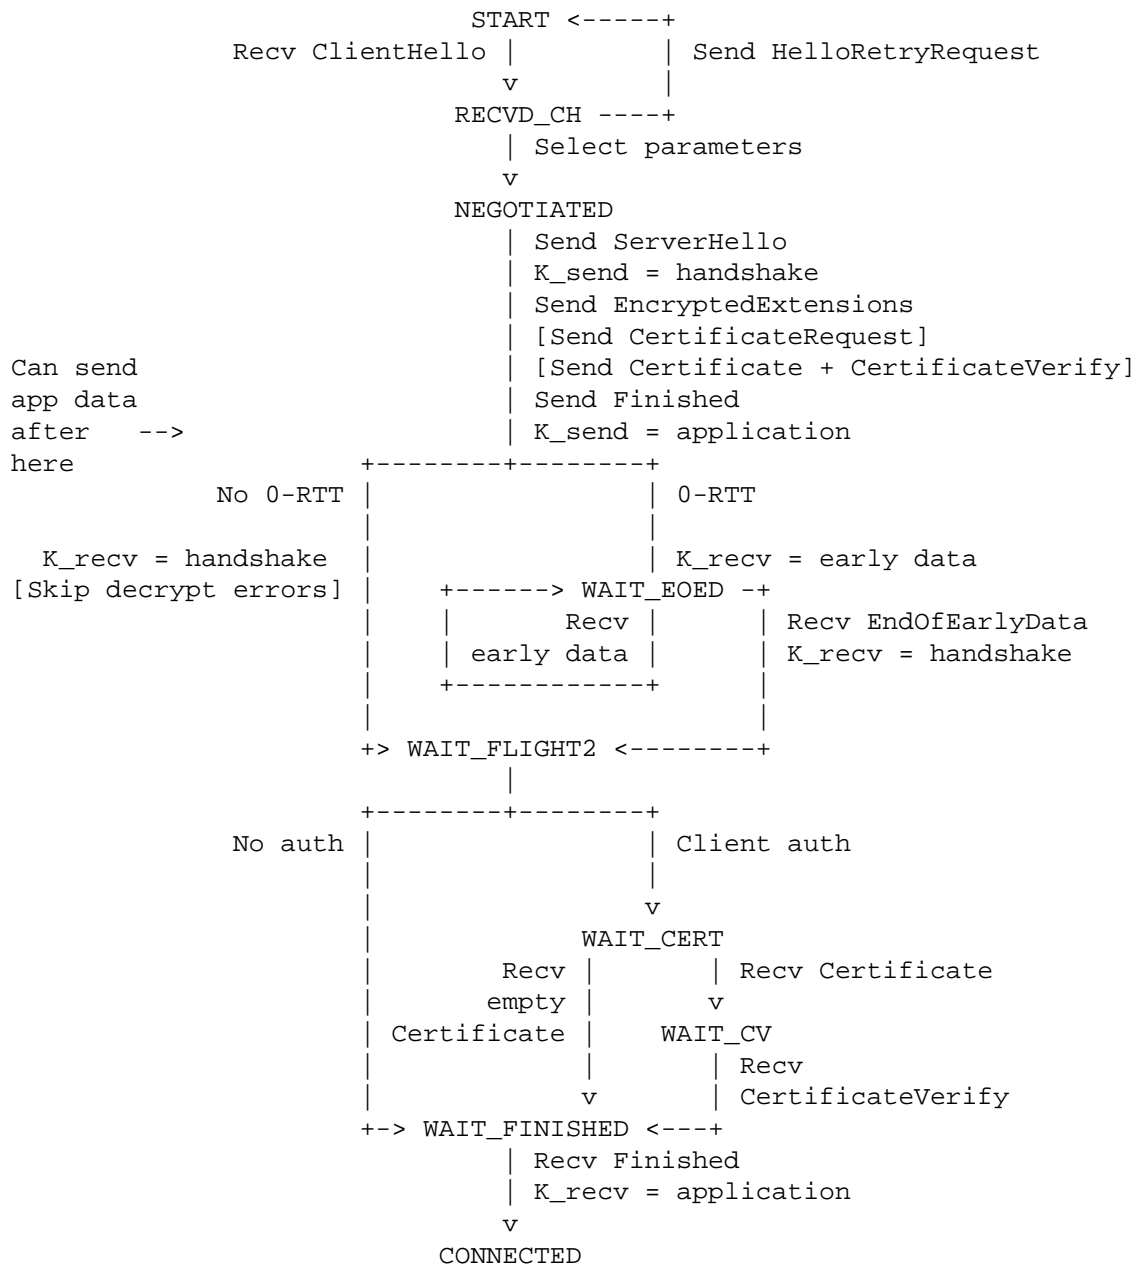 START <-----+
Recv ClientHello | | Send HelloRetryRequest
v |
RECVD_CH ----+
| Select parameters
v
NEGOTIATED
| Send ServerHello
| K_send = handshake
| Send EncryptedExtensions
| [Send CertificateRequest]
Can send | [Send Certificate + CertificateVerify]
app data | Send Finished
after --> | K_send = application
here +--------+--------+
No 0-RTT | | 0-RTT
| |
K_recv = handshake | | K_recv = early data
[Skip decrypt errors] | +------> WAIT_EOED -+
| | Recv | | Recv EndOfEarlyData
| | early data | | K_recv = handshake
| +------------+ |
| |
+> WAIT_FLIGHT2 <--------+
|
+--------+--------+
No auth | | Client auth
| |
| v
| WAIT_CERT
| Recv | | Recv Certificate
| empty | v
| Certificate | WAIT_CV
| | | Recv
| v | CertificateVerify
+-> WAIT_FINISHED <---+
| Recv Finished
| K_recv = application
v
CONNECTED